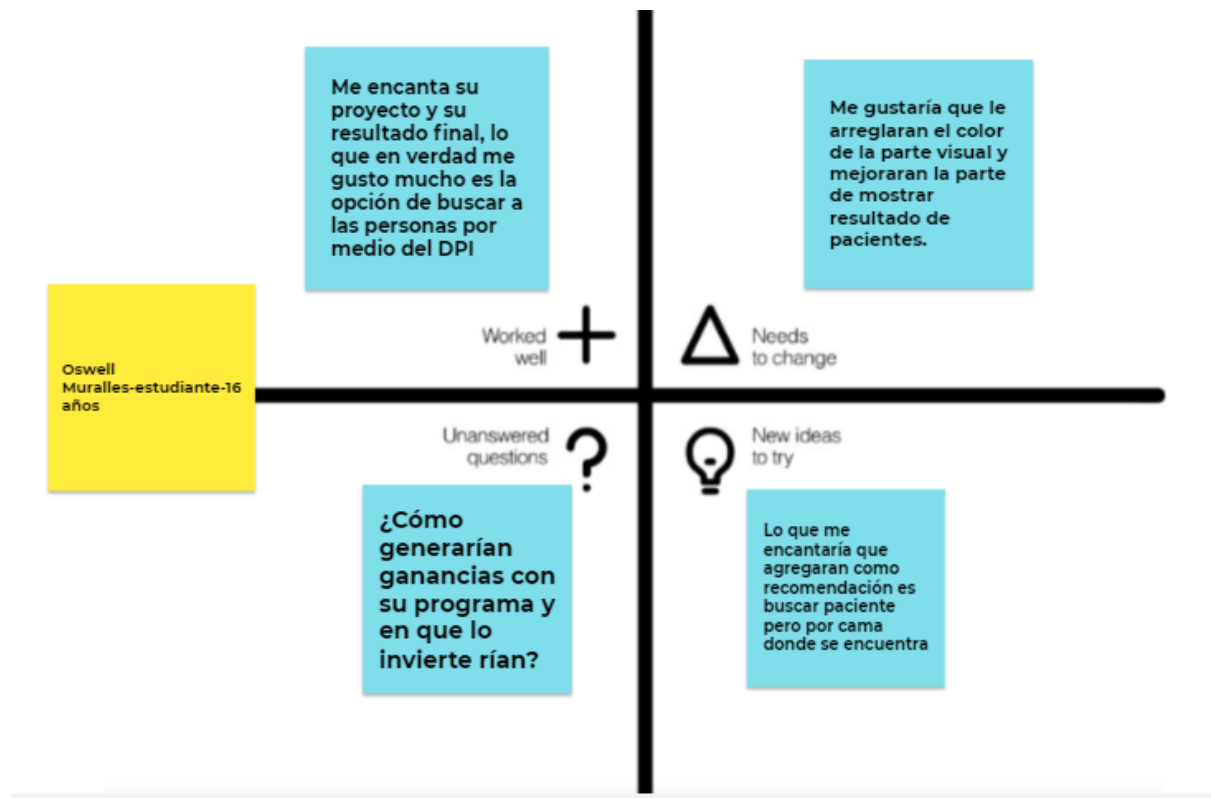 Me encanta su
proyecto y su
resultado final, lo
que en verdad me
gusto mucho es la
opción de buscar a
las personas por
medio del DPI
Me gustaría que le
arreglaran el color
de la parte visual y
mejoraran la parte
de mostrar
resultado de
pacientes.
Worked
well
Needs
to change
Oswell
Muralles-estudiante-16
años
Unanswered
questions
New ideas
to try
¿Cómo
generarían
ganancias con
su programa y
en que lo
invierte rían?
Lo que me
encantaría que
agregaran como
recomendación es
buscar paciente
pero por cama
donde se encuentra